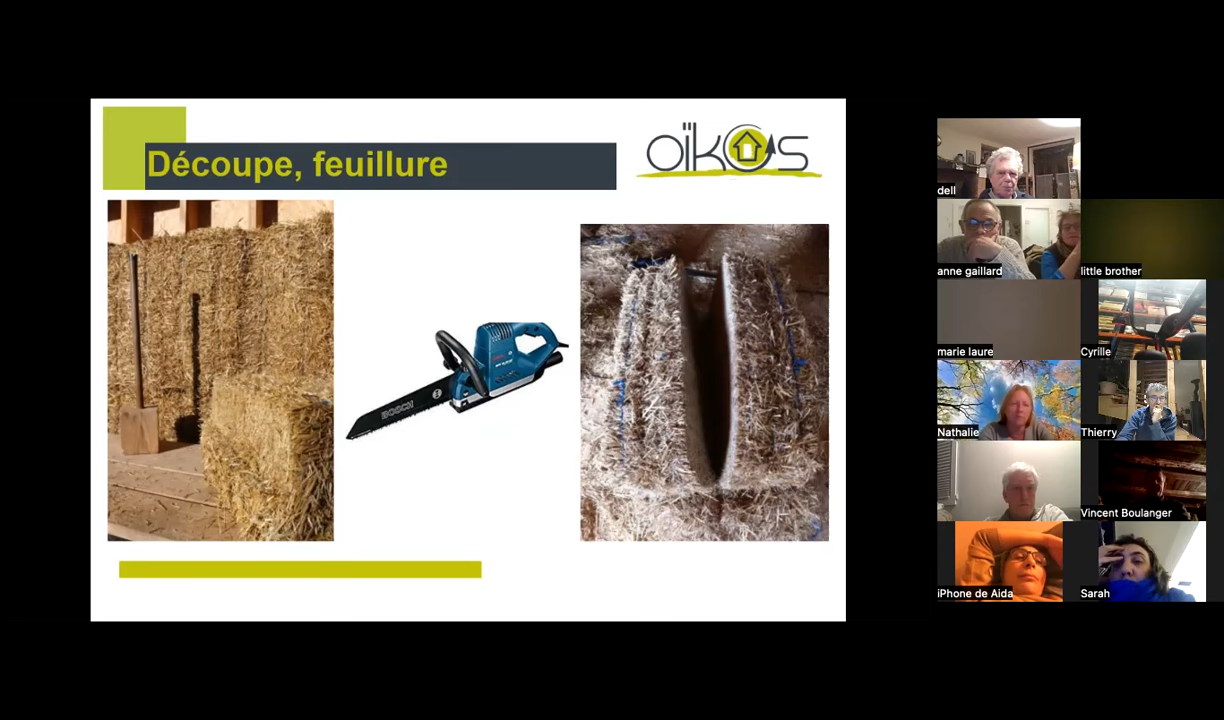 Découpe, feuillure
oïkos
BOSCH
dell
anne gaillard
little brother
marie laure
Cyrille
Nathalie
Thierry
Vincent Boulanger
iPhone de Aida
Sarah